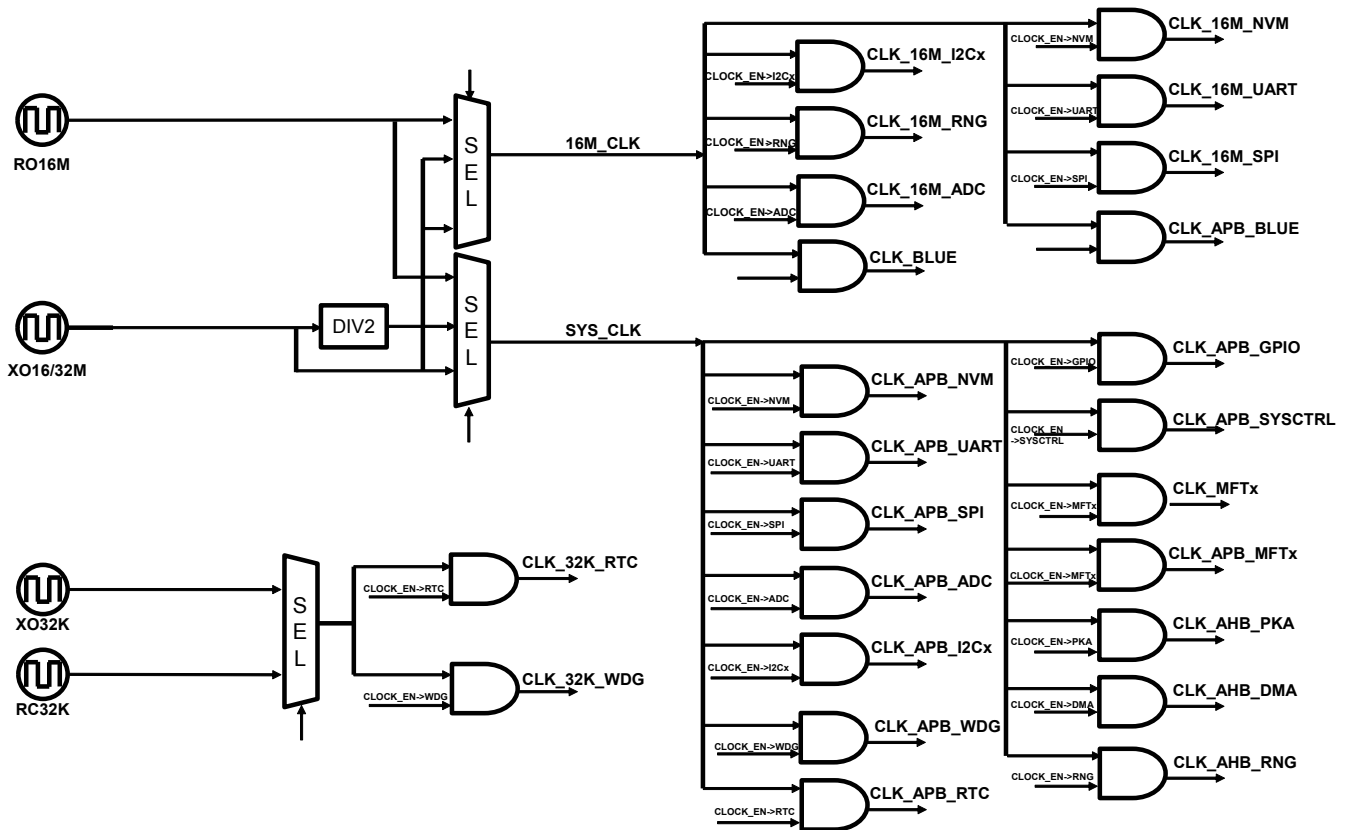 CLK_16M_NVM
CLOCK_EN->NVM
CLK_16M_I2Cx
CLOCK_EN->I2Cx
CLK_16M_UART
CLOCK_EN->UART
CLK_16M_RNG
CLOCK_EN->RNG
CLK_16M_SPI
CLOCK_EN->SPI
CLK_16M_ADC
CLOCK_EN->ADC
CLK_APB_BLUE
CLK_BLUE
RO16M
S
E
L
16M_CLK
XO16/32M
DIV2
S
E
L
SYS_CLK
CLK_APB_GPIO
CLOCK_EN->GPIO
CLK_APB_NVM
CLOCK_EN->NVM
CLK_APB_SYSCTRL
CLOCK_EN
->SYSCTRL
CLK_APB_UART
CLOCK_EN->UART
CLK_MFTx
CLOCK_EN->MFTx
CLK_APB_SPI
CLOCK_EN->SPI
CLK_APB_MFTx
CLOCK_EN->MFTx
CLK_APB_ADC
CLOCK_EN->ADC
CLK_AHB_PKA
CLOCK_EN->PKA
CLK_APB_I2Cx
CLOCK_EN->I2Cx
CLK_AHB_DMA
CLOCK_EN->DMA
CLK_APB_WDG
CLOCK_EN->WDG
CLK_AHB_RNG
CLOCK_EN->RNG
CLK_APB_RTC
CLOCK_EN->RTC
XO32K
RC32K
S
E
L
CLK_32K_RTC
CLOCK_EN->RTC
CLK_32K_WDG
CLOCK_EN->WDG